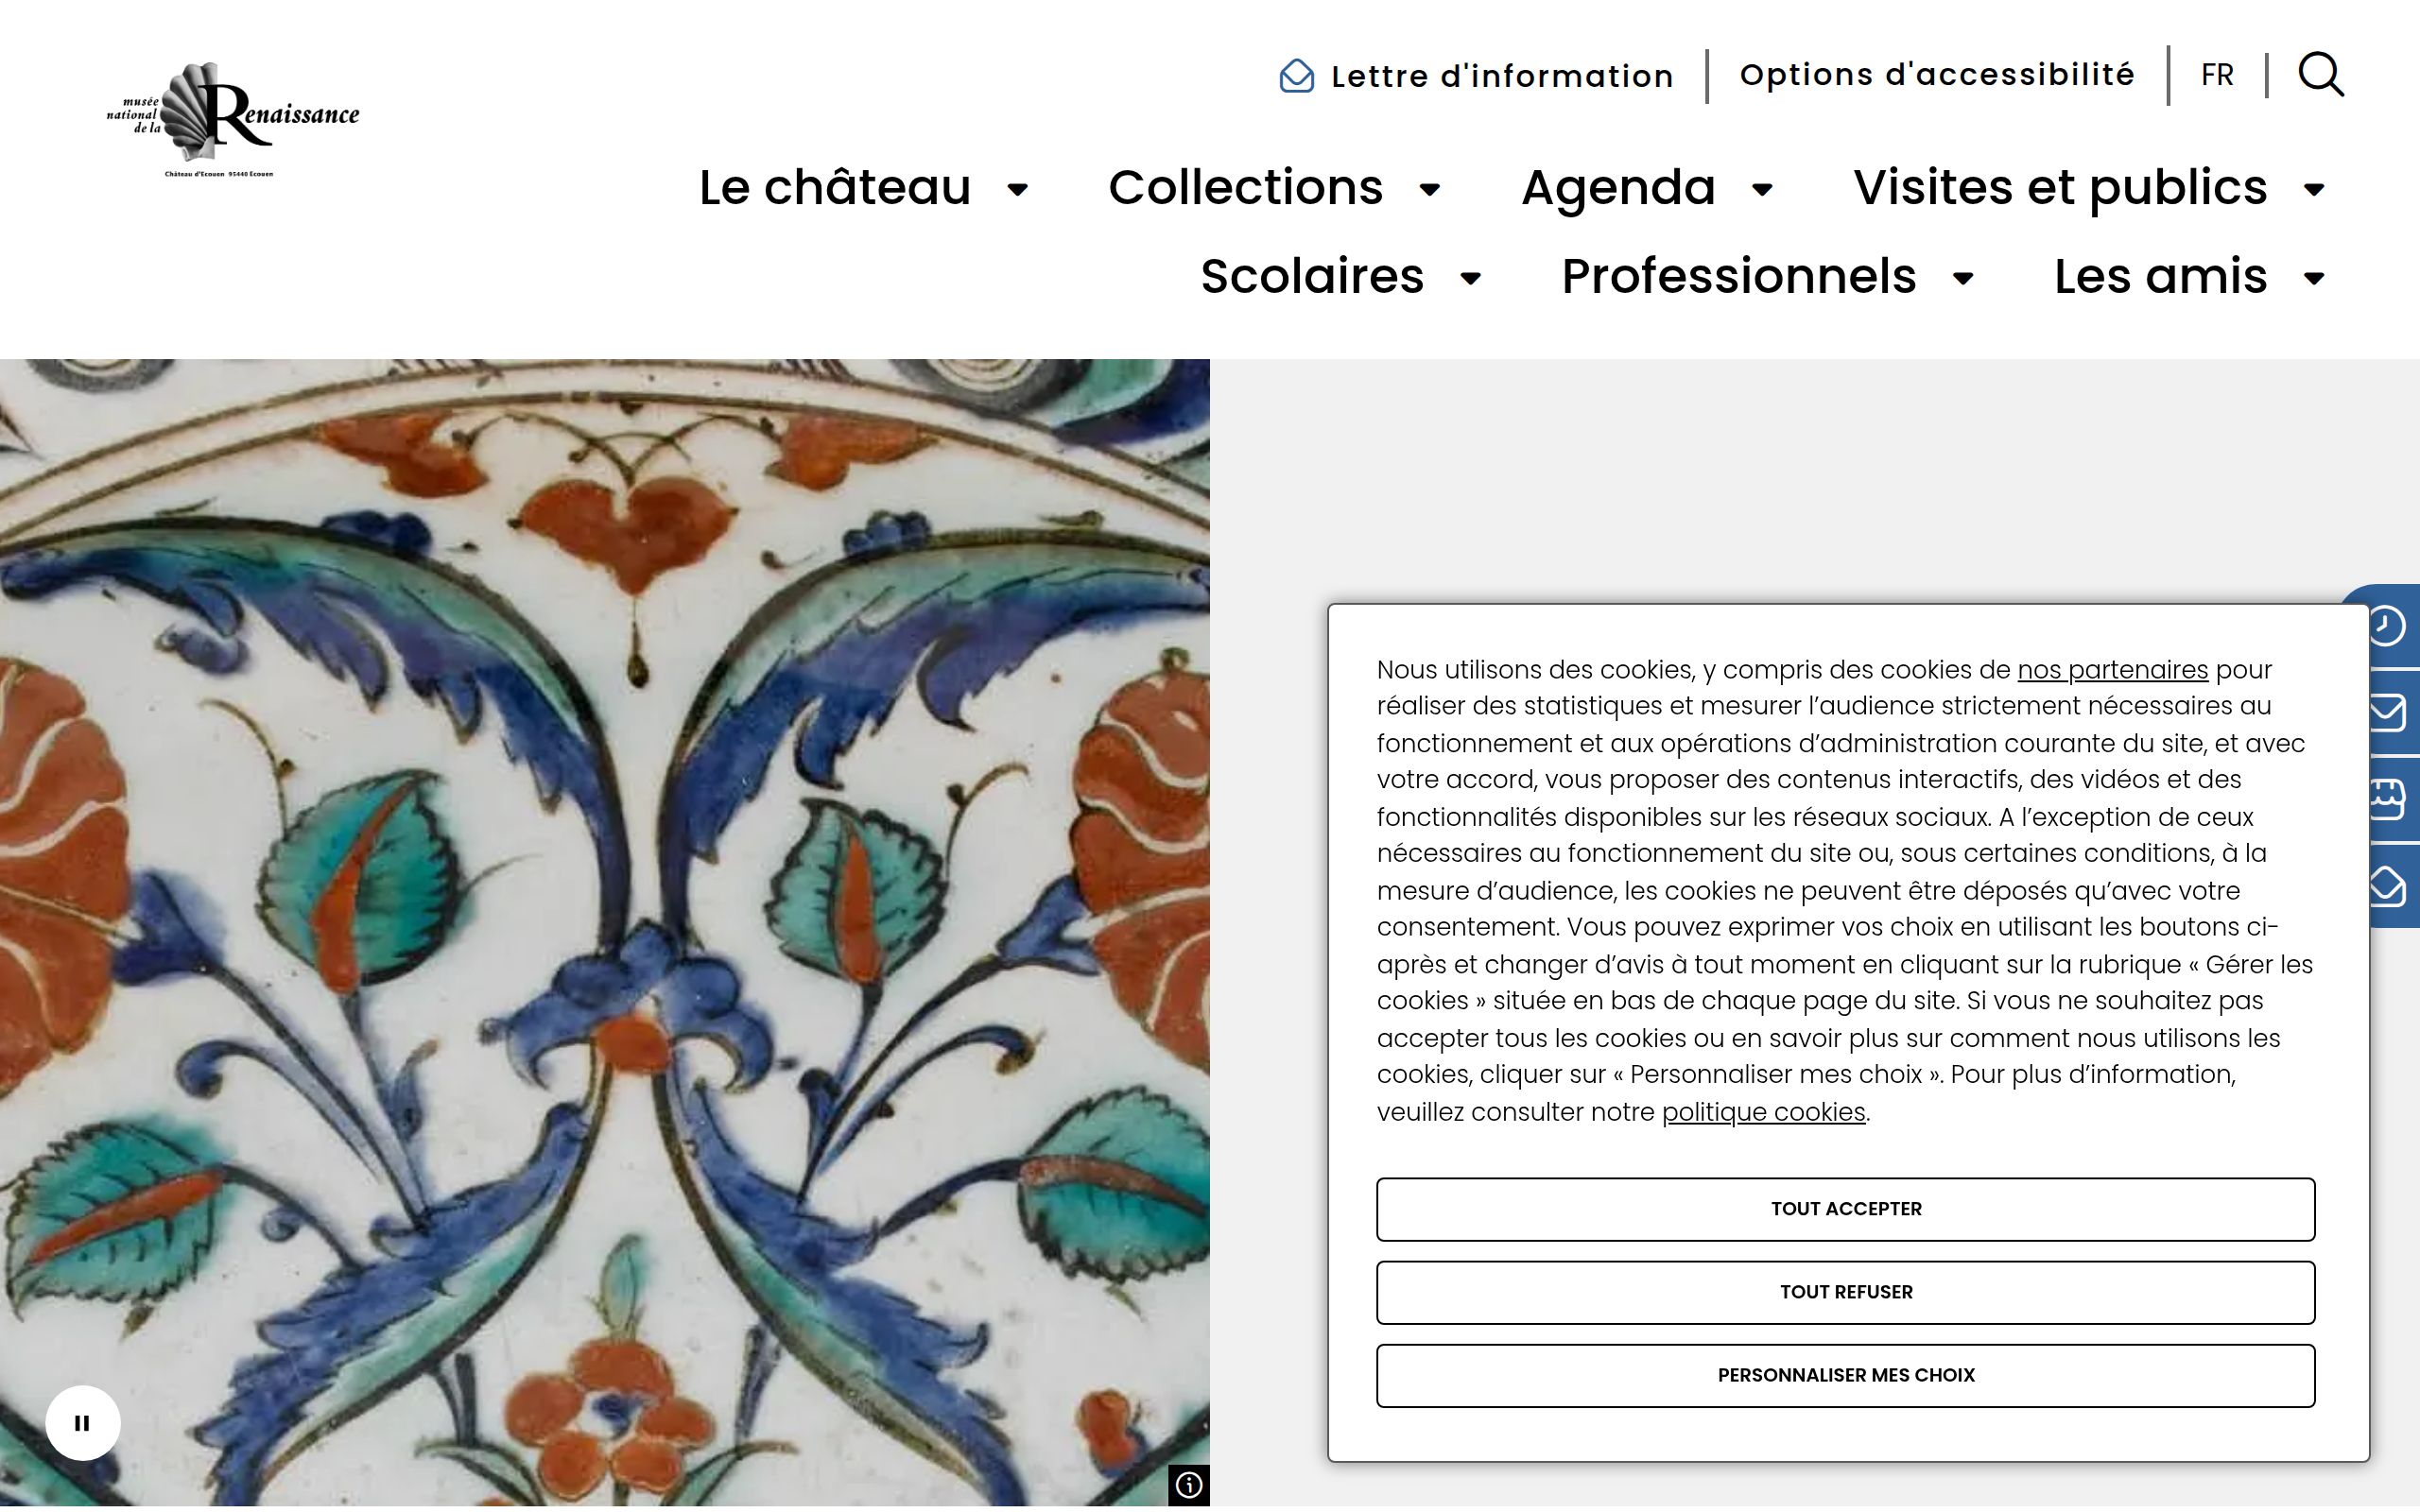 musée
national
de la
Renaissance
Château d'Ecouen 95440 Ecouen
Lettre d'information
Options d'accessibilité
FR
Le château
Collections
Agenda
Visites et publics
Scolaires
Professionnels
Les amis
Nous utilisons des cookies, y compris des cookies de nos partenaires pour
réaliser des statistiques et mesurer l’audience strictement nécessaires au
fonctionnement et aux opérations d’administration courante du site, et avec
votre accord, vous proposer des contenus interactifs, des vidéos et des
fonctionnalités disponibles sur les réseaux sociaux. A l’exception de ceux
nécessaires au fonctionnement du site ou, sous certaines conditions, à la
mesure d’audience, les cookies ne peuvent être déposés qu’avec votre
consentement. Vous pouvez exprimer vos choix en utilisant les boutons ci-
après et changer d’avis à tout moment en cliquant sur la rubrique « Gérer les
cookies » située en bas de chaque page du site. Si vous ne souhaitez pas
accepter tous les cookies ou en savoir plus sur comment nous utilisons les
cookies, cliquer sur « Personnaliser mes choix ». Pour plus d’information,
veuillez consulter notre politique cookies.
TOUT ACCEPTER
TOUT REFUSER
PERSONNALISER MES CHOIX